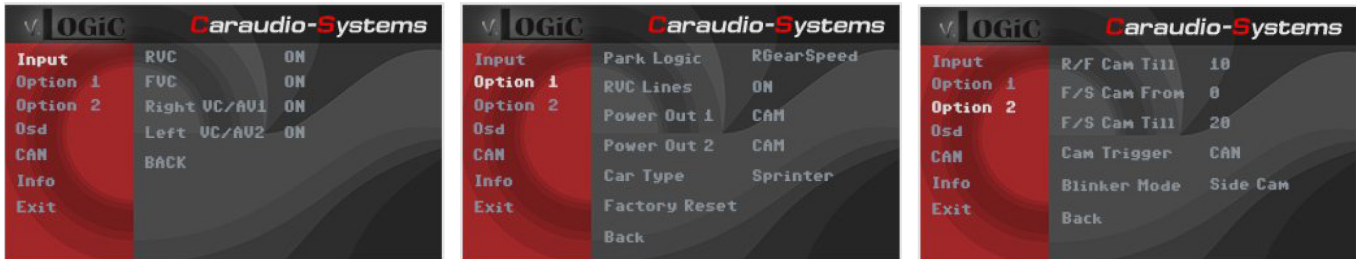 v.LOGiC Caraudio-Systems
Input
Option 1
Option 2
Osd
CAN
Info
Exit
RVC ON
FVC ON
Right VC/AV1 ON
Left VC/AV2 ON
BACK
v.LOGiC Caraudio-Systems
Input
Option 1
Option 2
Osd
CAN
Info
Exit
Park Logic RGearSpeed
RVC Lines ON
Power Out 1 CAM
Power Out 2 CAM
Car Type Sprinter
Factory Reset
Back
v.LOGiC Caraudio-Systems
Input
Option 1
Option 2
Osd
CAN
Info
Exit
R/F Cam Till 10
F/S Cam From 0
F/S Cam Till 20
Cam Trigger CAN
Blinker Mode Side Cam
Back